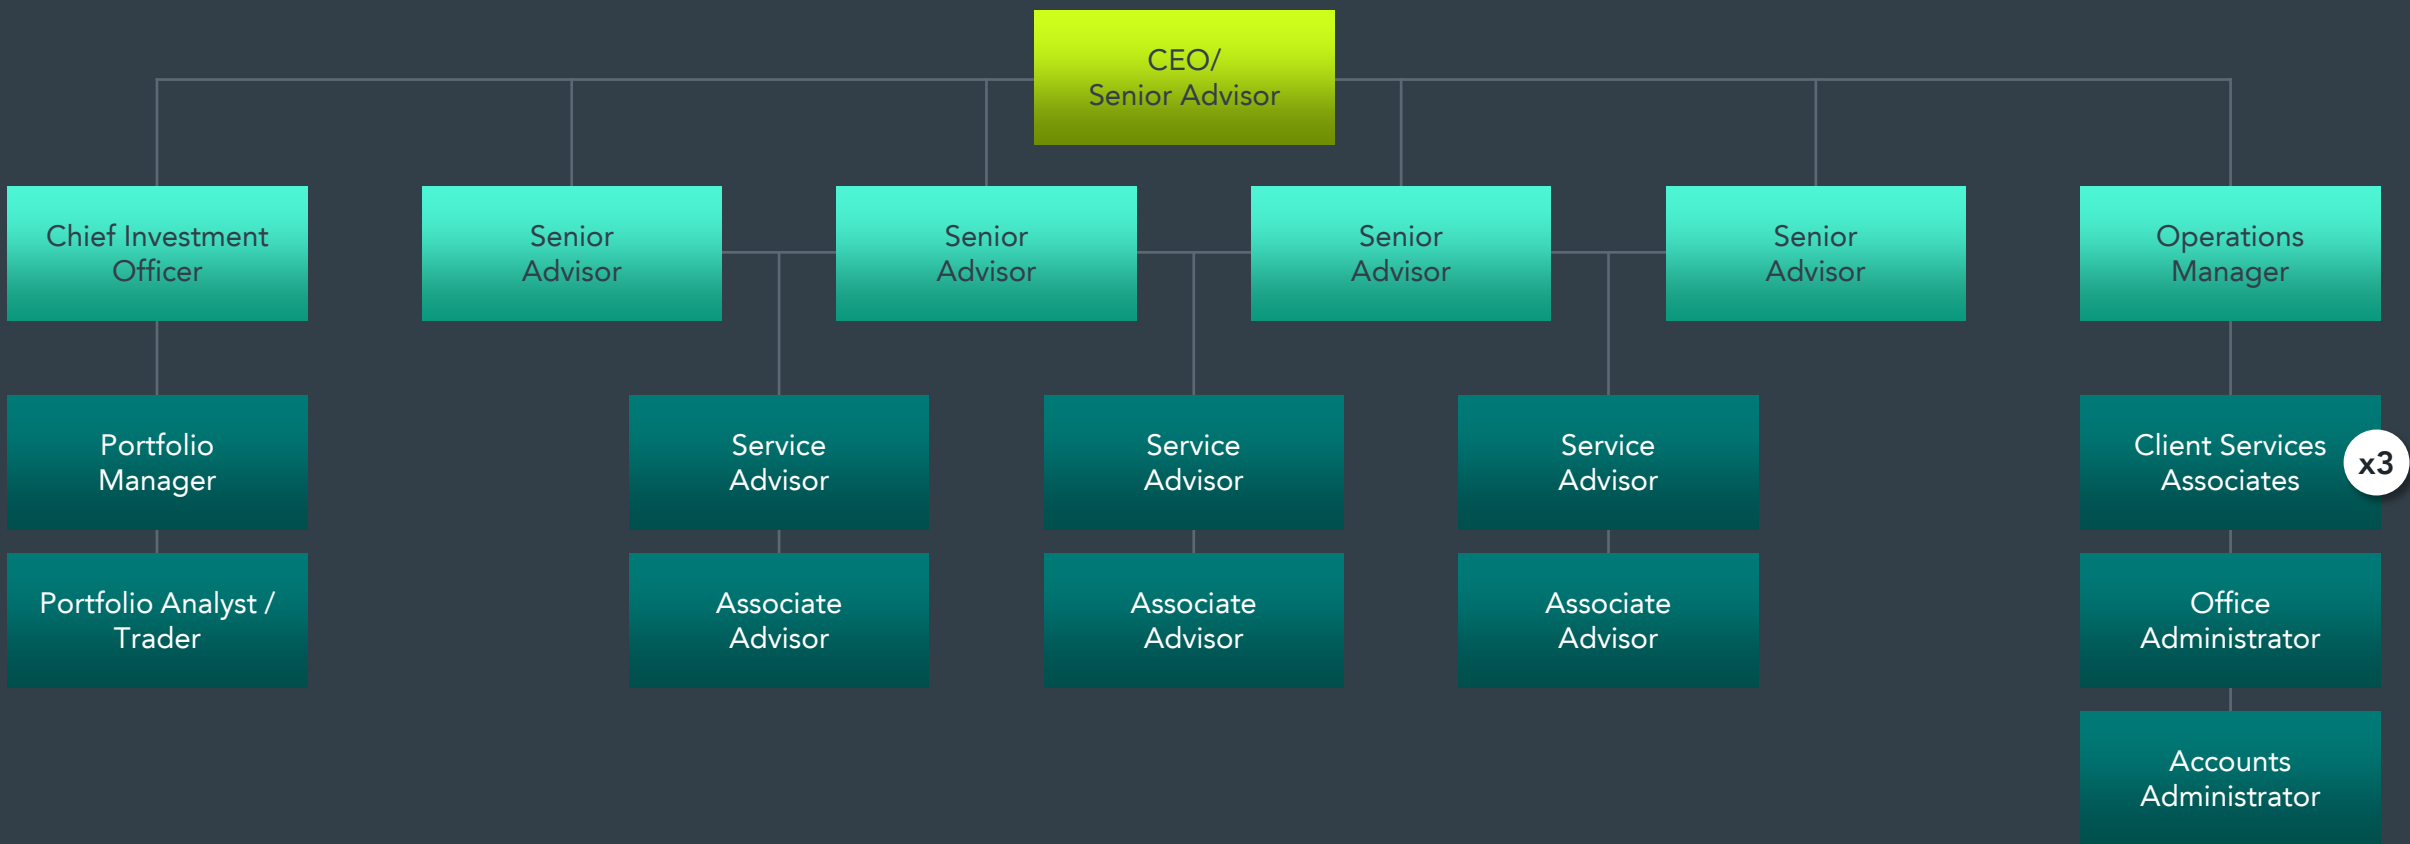 CEO/
Senior Advisor
Chief Investment
Officer
Senior
Advisor
Senior
Advisor
Senior
Advisor
Senior
Advisor
Operations
Manager
Portfolio
Manager
Service
Advisor
Service
Advisor
Service
Advisor
Client Services
Associates
x3
Portfolio Analyst /
Trader
Associate
Advisor
Associate
Advisor
Associate
Advisor
Office
Administrator
Accounts
Administrator